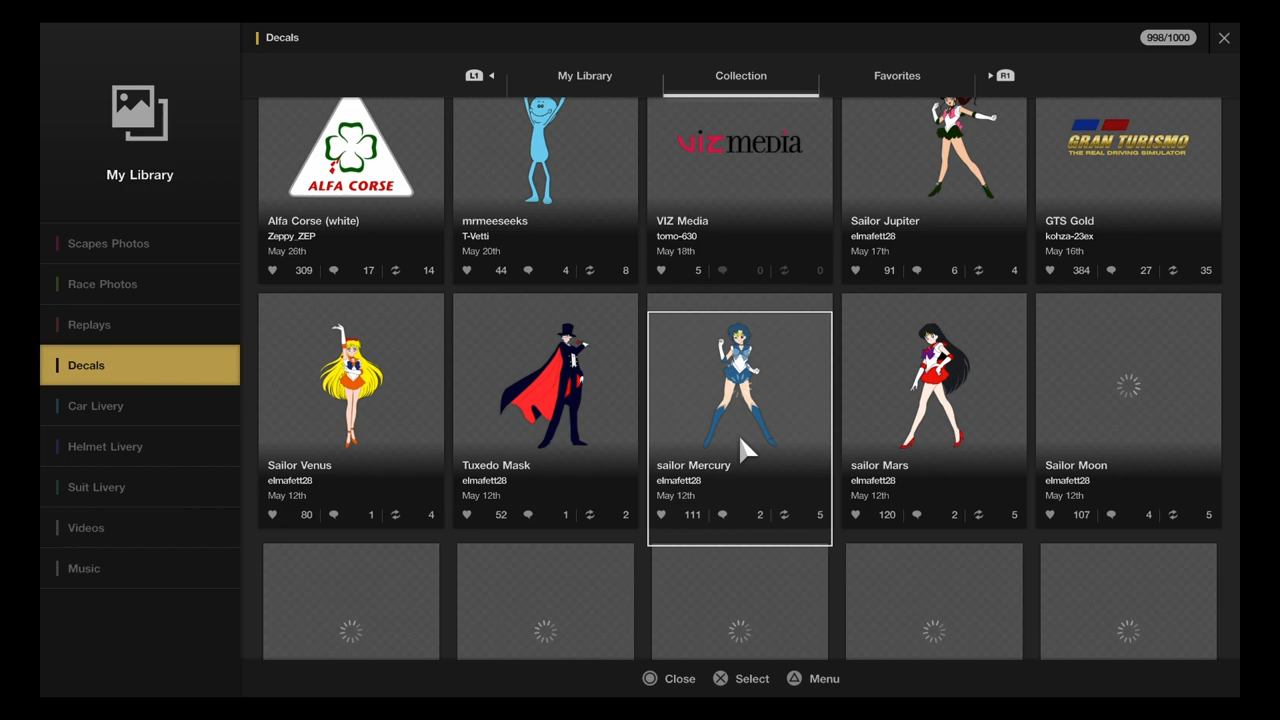 Decals
998/1000
L1
My Library
Collection
Favorites
R1
My Library
Scapes Photos
Race Photos
Replays
Decals
Car Livery
Helmet Livery
Suit Livery
Videos
Music
ALFA CORSE
Alfa Corse (white)
Zeppy_ZEP
May 26th
309 17 14
mrmeeseeks
T-Vetti
May 20th
44 4 8
viz media
VIZ Media
tomo-630
May 18th
5 0 0
Sailor Jupiter
elmafett28
May 17th
91 6 4
GRAN TURISMO
THE REAL DRIVING SIMULATOR
GTS Gold
kohza-23ex
May 16th
384 27 35
Sailor Venus
elmafett28
May 12th
80 1 4
Tuxedo Mask
elmafett28
May 12th
52 1 2
sailor Mercury
elmafett28
May 12th
111 2 5
sailor Mars
elmafett28
May 12th
120 2 5
Sailor Moon
elmafett28
May 12th
107 4 5
Close Select Menu